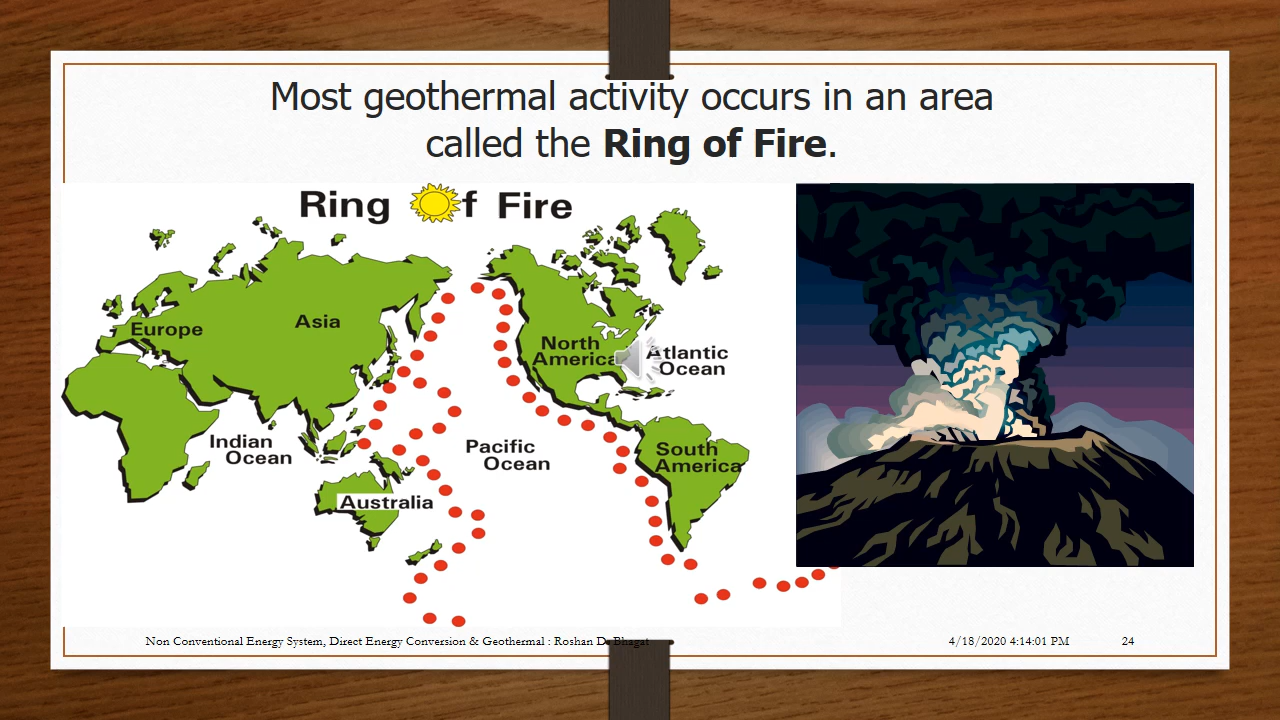 Most geothermal activity occurs in an area
called the Ring of Fire.
Ring of Fire
Europe
Asia
North
America
Atlantic
Ocean
Indian
Ocean
Pacific
Ocean
South
America
Australia
Non Conventional Energy System, Direct Energy Conversion & Geothermal : Roshan D. Bhagat
4/18/2020 4:14:01 PM
24